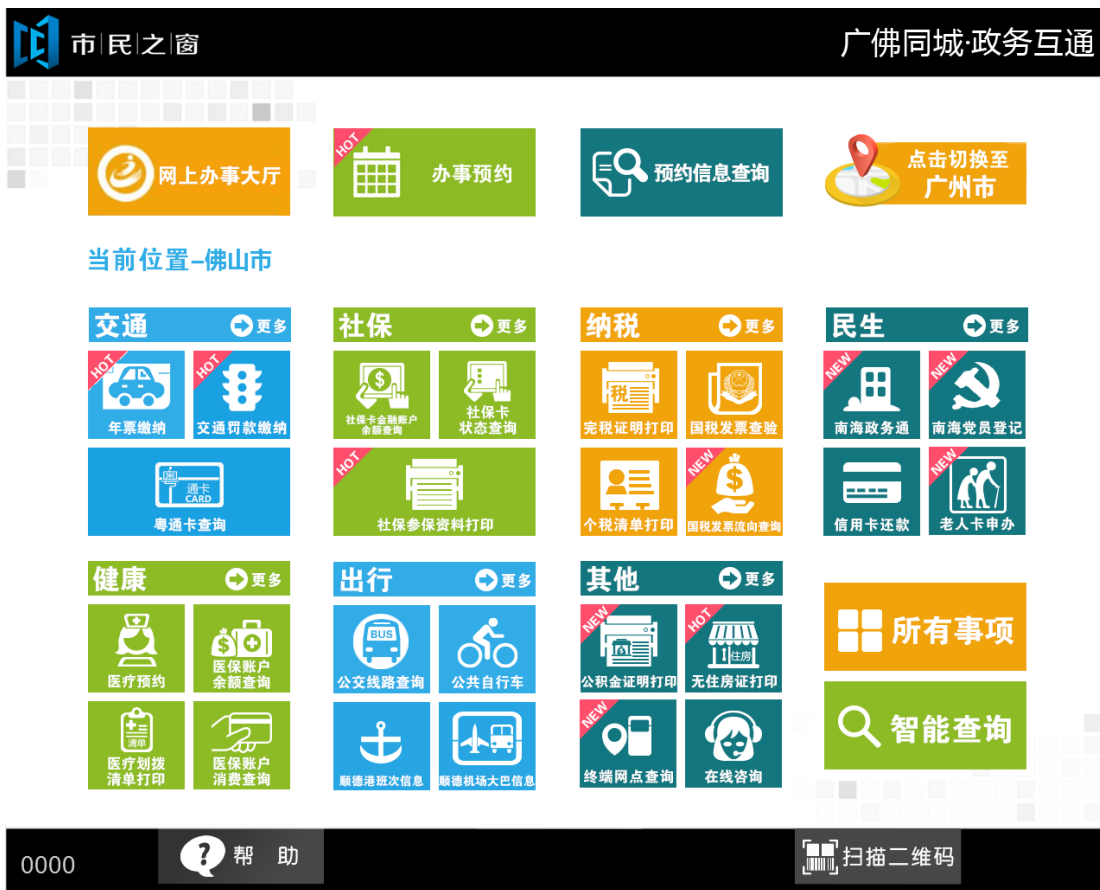 市民之窗
广佛同城·政务互通
网上办事大厅
HOT
办事预约
预约信息查询
点击切换至
广州市
当前位置-佛山市
交通
更多
社保
更多
纳税
更多
民生
更多
HOT
年票缴纳
HOT
交通罚款缴纳
社保卡金融账户
余额查询
社保卡
状态查询
税
完税证明打印
国税发票查验
NEW
南海政务通
NEW
南海党员登记
粤
通卡
CARD
粤通卡查询
HOT
社保参保资料打印
个税清单打印
NEW
国税发票流向查询
信用卡还款
NEW
老人卡申办
健康
更多
出行
更多
其他
更多
医疗预约
医保账户
余额查询
BUS
公交线路查询
公共自行车
NEW
公积金证明打印
HOT
住房
无住房证打印
所有事项
清单
医疗划拨
清单打印
医保账户
消费查询
顺德港班次信息
顺德机场大巴信息
NEW
终端网点查询
在线咨询
智能查询
0000
?
帮 助
扫描二维码